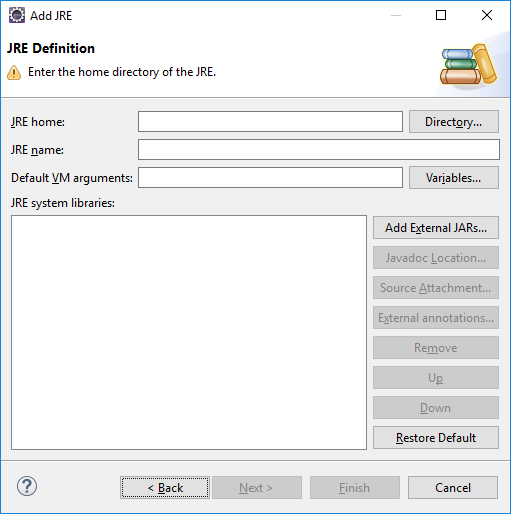 Add JRE
JRE Definition
Enter the home directory of the JRE.
JRE home:
Directory...
JRE name:
Default VM arguments:
Variables...
JRE system libraries:
Add External JARs...
Javadoc Location...
Source Attachment...
External annotations...
Remove
Up
Down
Restore Default
?
< Back
Next >
Finish
Cancel